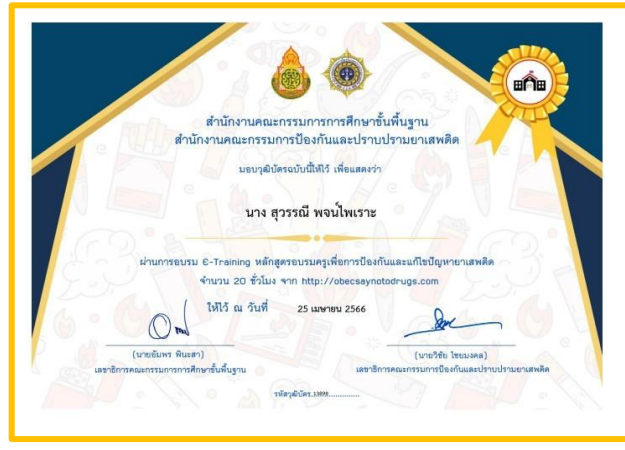 สำนักงานคณะกรรมการการศึกษาขั้นพื้นฐาน
สำนักงานคณะกรรมการป้องกันและปราบปรามยาเสพติด
มอบวุฒิบัตรฉบับนี้ให้ไว้ เพื่อแสดงว่า
นาง สุวรรณี พจน์ไพเราะ
ผ่านการอบรม E-Training หลักสูตรอบรมครูเพื่อการป้องกันและแก้ไขปัญหายาเสพติด
จำนวน 20 ชั่วโมง จาก http://obecsaynotodrugs.com
ให้ไว้ ณ วันที่ 25 เมษายน 2566
(นายอัมพร พินะสา)
เลขาธิการคณะกรรมการการศึกษาขั้นพื้นฐาน
(นายวิชัย ไชยมงคล)
เลขาธิการคณะกรรมการป้องกันและปราบปรามยาเสพติด
รหัสวุฒิบัตร